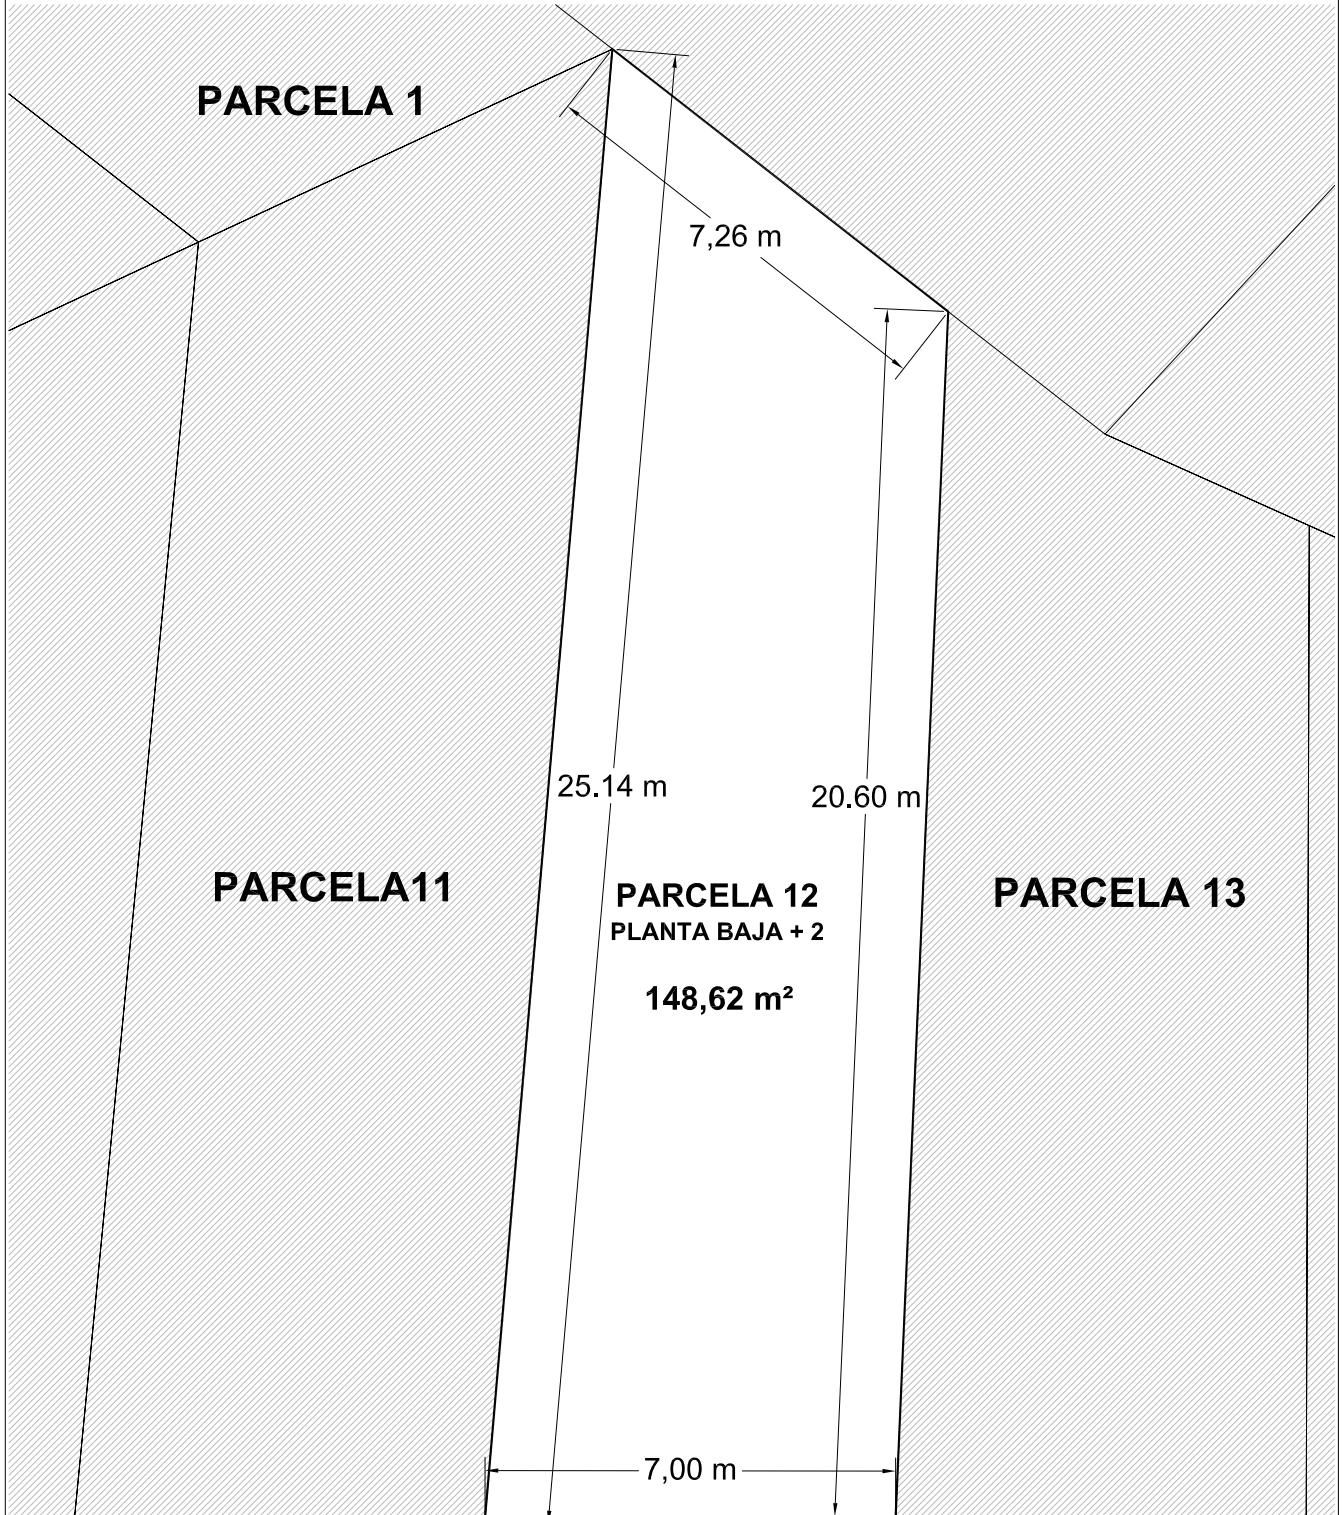 PARCELA 1
7,26 m
25.14 m
20.60 m
PARCELA11
PARCELA 12
PLANTA BAJA + 2
148,62 m²
PARCELA 13
7,00 m